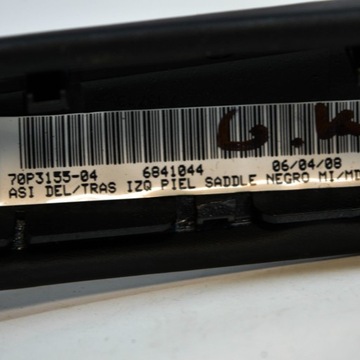 70P3155-04 6841044 06/04/08
ASI DEL/TRAS IZQ PIEL SADDLE NEGRO MI/MD